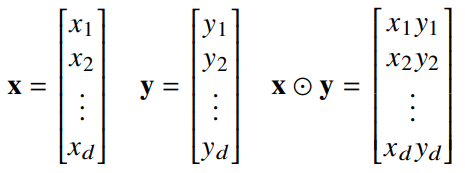 x = [x₁ x₂ ⋮ x_d] y = [y₁ y₂ ⋮ y_d] x ⊙ y = [x₁y₁ x₂y₂ ⋮ x_dy_d]